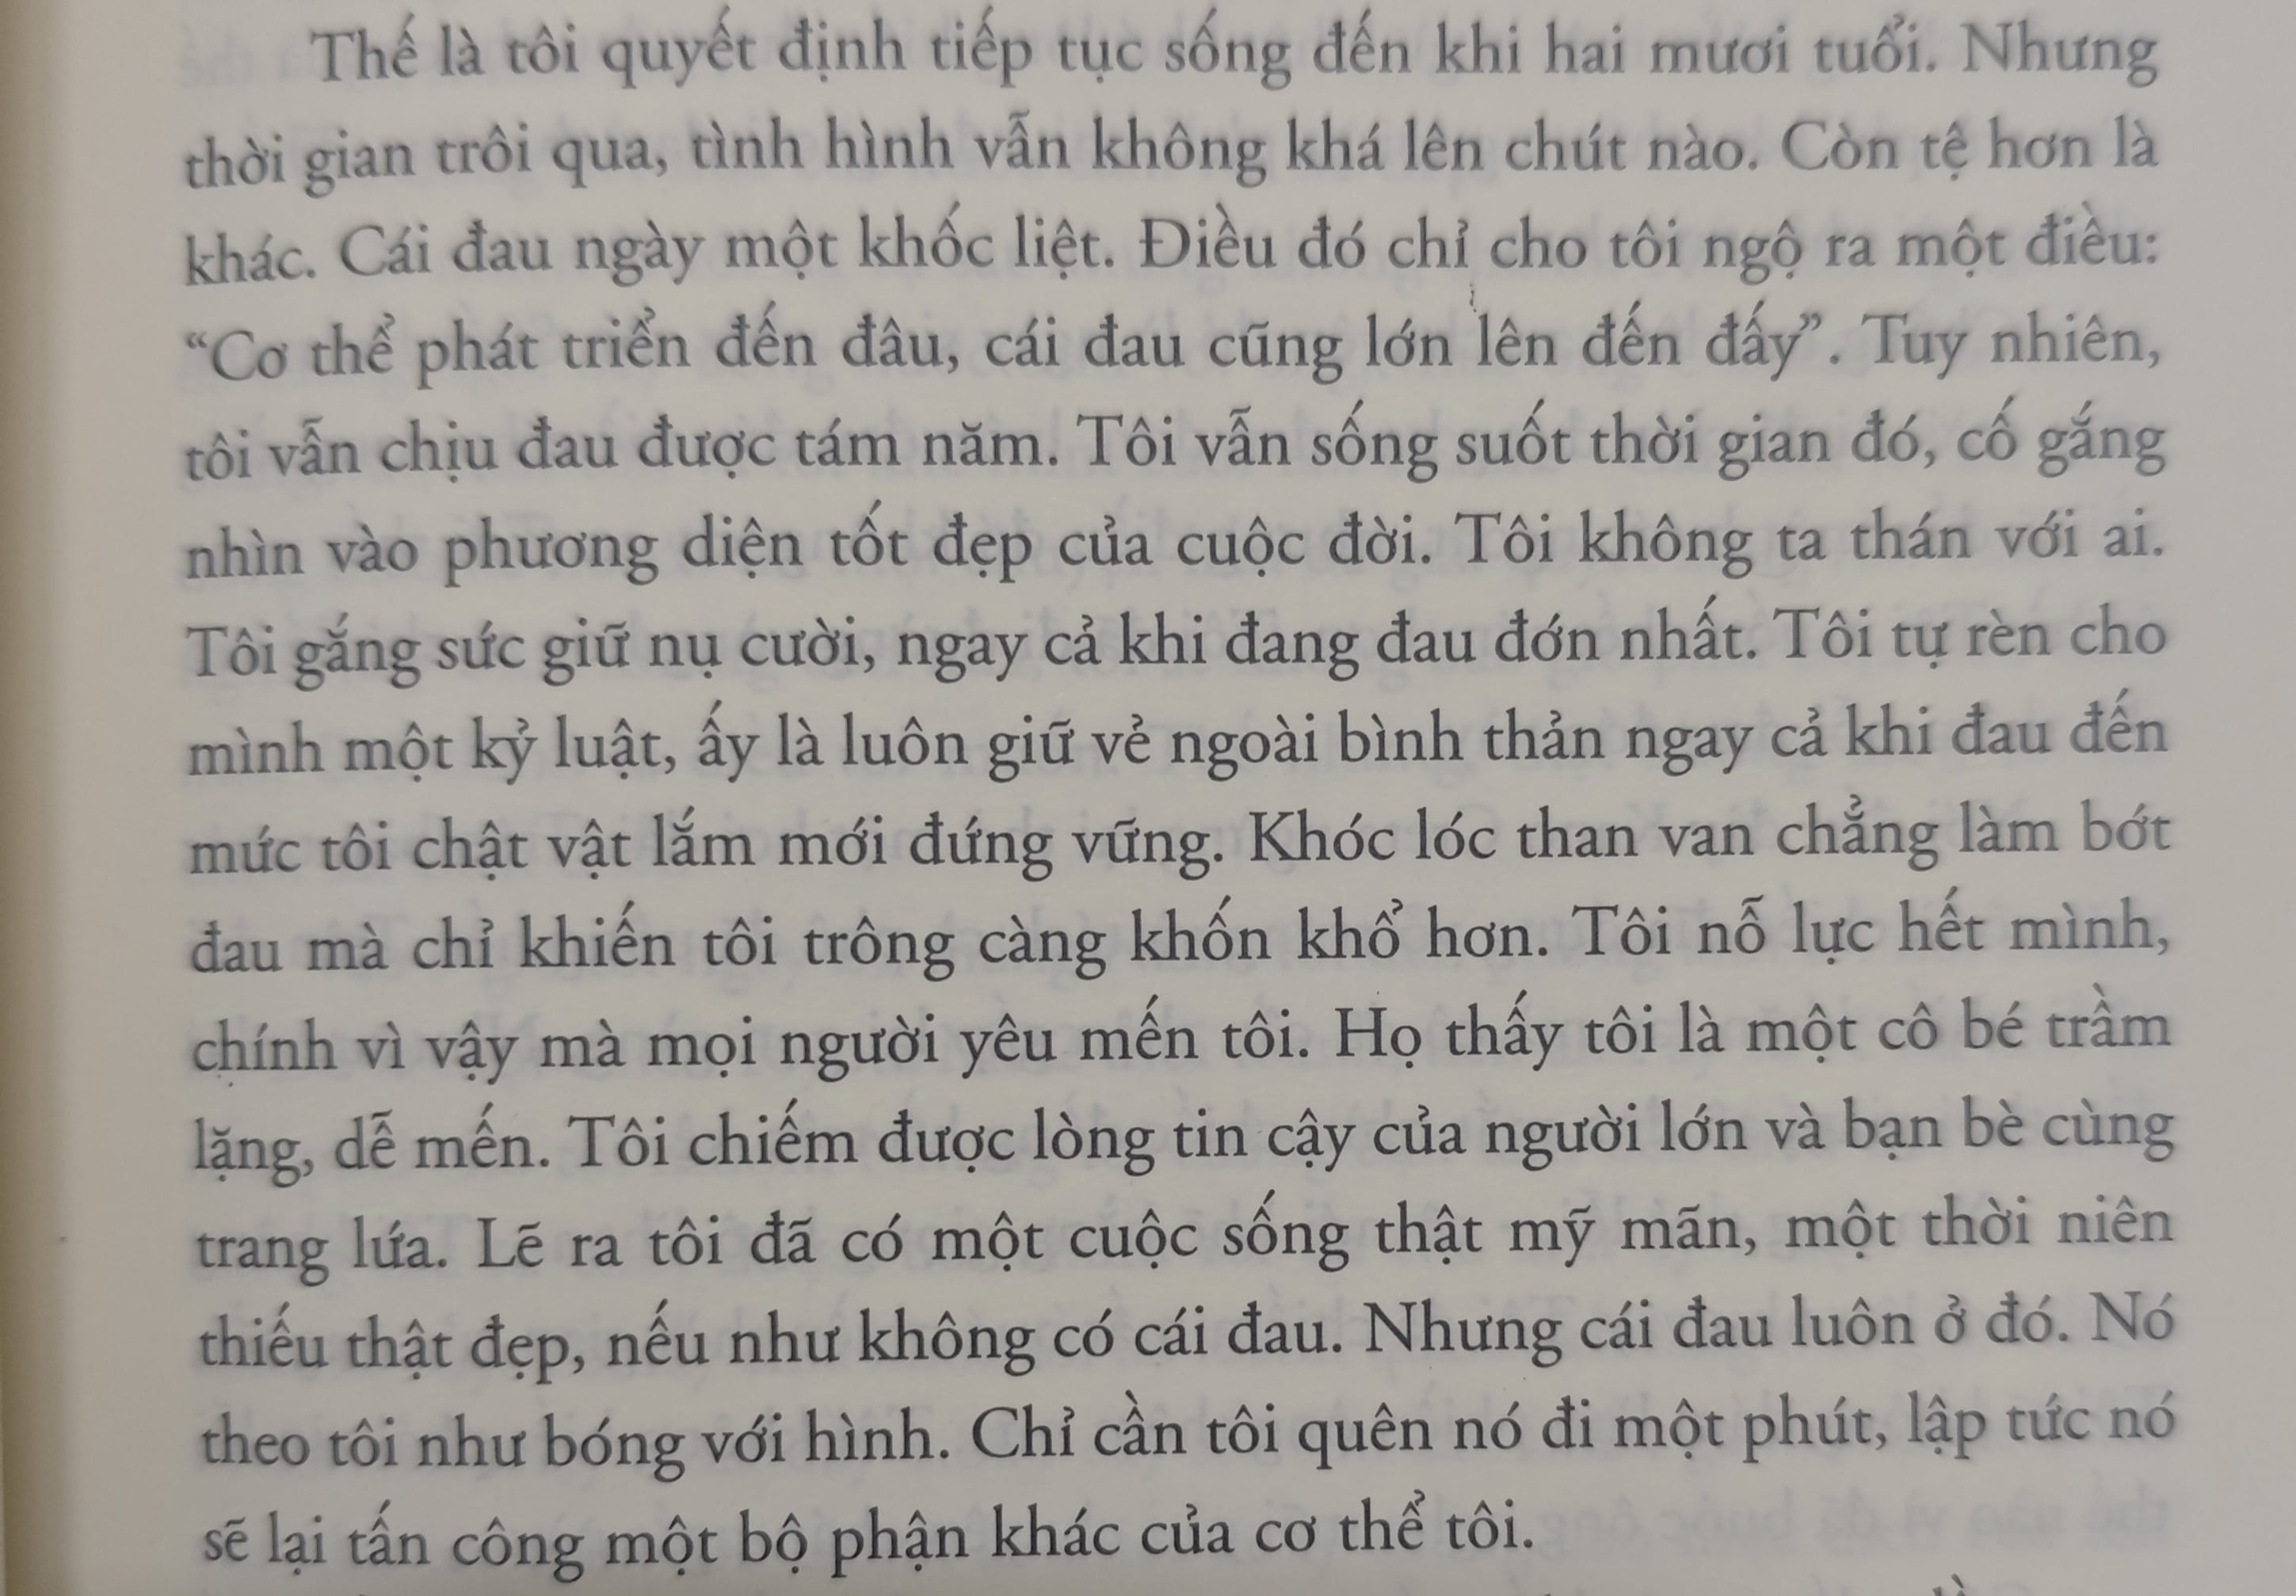 Thế là tôi quyết định tiếp tục sống đến khi hai mươi tuổi. Nhưng
thời gian trôi qua, tình hình vẫn không khá lên chút nào. Còn tệ hơn là
khác. Cái đau ngày một khốc liệt. Điều đó chỉ cho tôi ngộ ra một điều:
“Cơ thể phát triển đến đâu, cái đau cũng lớn lên đến đấy”. Tuy nhiên,
tôi vẫn chịu đau được tám năm. Tôi vẫn sống suốt thời gian đó, cố gắng
nhìn vào phương diện tốt đẹp của cuộc đời. Tôi không ta thán với ai.
Tôi gắng sức giữ nụ cười, ngay cả khi đang đau đớn nhất. Tôi tự rèn cho
mình một kỷ luật, ấy là luôn giữ vẻ ngoài bình thản ngay cả khi đau đến
mức tôi chật vật lắm mới đứng vững. Khóc lóc than van chẳng làm bớt
đau mà chỉ khiến tôi trông càng khốn khổ hơn. Tôi nỗ lực hết mình,
chính vì vậy mà mọi người yêu mến tôi. Họ thấy tôi là một cô bé trầm
lặng, dễ mến. Tôi chiếm được lòng tin cậy của người lớn và bạn bè cùng
trang lứa. Lẽ ra tôi đã có một cuộc sống thật mỹ mãn, một thời niên
thiếu thật đẹp, nếu như không có cái đau. Nhưng cái đau luôn ở đó. Nó
theo tôi như bóng với hình. Chỉ cần tôi quên nó đi một phút, lập tức nó
sẽ lại tấn công một bộ phận khác của cơ thể tôi.